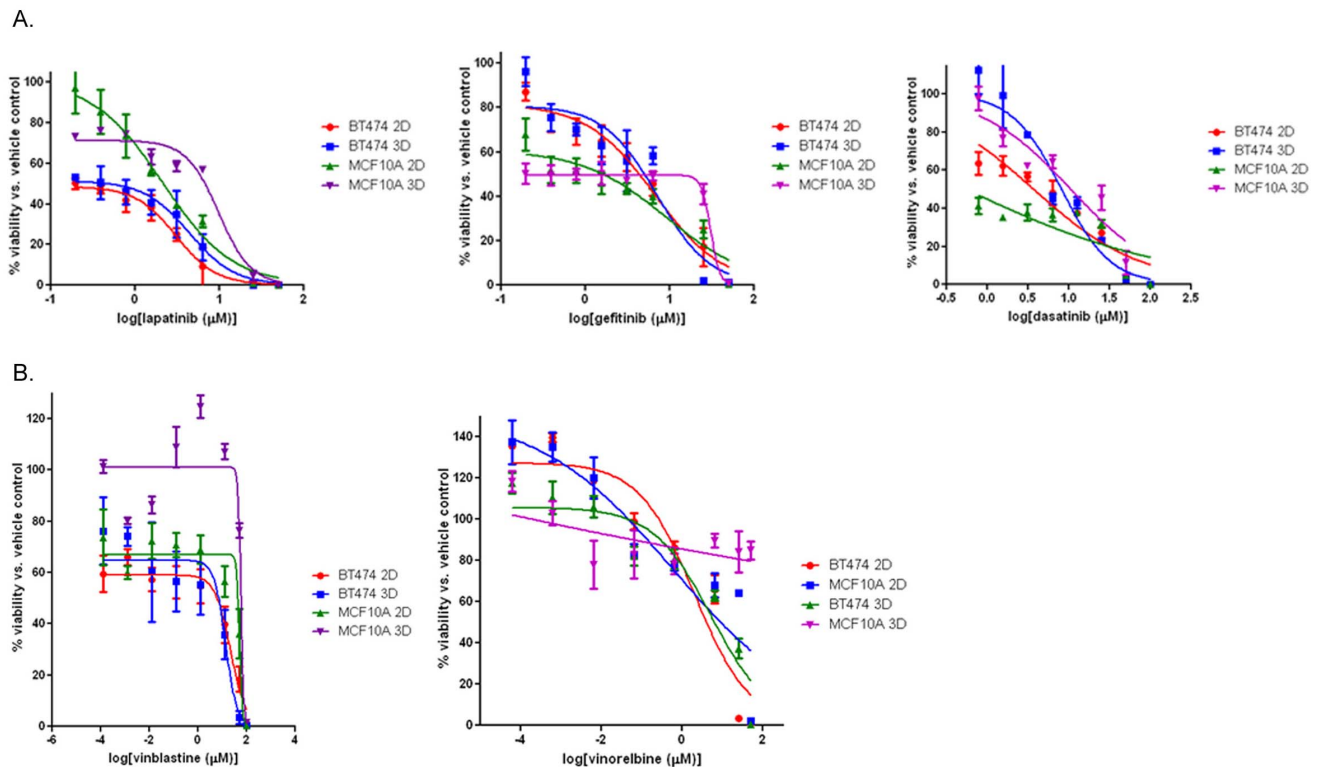 A.
% viability vs. vehicle control
100
80
60
40
20
0
-1
0
1
2
log[lapatinib (µM)]
BT474 2D
BT474 3D
MCF10A 2D
MCF10A 3D
% viability vs. vehicle control
100
80
60
40
20
0
-1
0
1
2
log[gefitinib (µM)]
BT474 2D
BT474 3D
MCF10A 2D
MCF10A 3D
% viability vs. vehicle control
100
80
60
40
20
0
-0.5
0.0
0.5
1.0
1.5
2.0
2.5
log[dasatinib (µM)]
BT474 2D
BT474 3D
MCF10A 2D
MCF10A 3D
B.
% viability vs. vehicle control
120
100
80
60
40
20
0
-6
-4
-2
0
2
4
log[vinblastine (µM)]
BT474 2D
BT474 3D
MCF10A 2D
MCF10A 3D
% viability vs. vehicle control
140
120
100
80
60
40
20
0
-4
-2
0
2
log[vinorelbine (µM)]
BT474 2D
MCF10A 2D
BT474 3D
MCF10A 3D